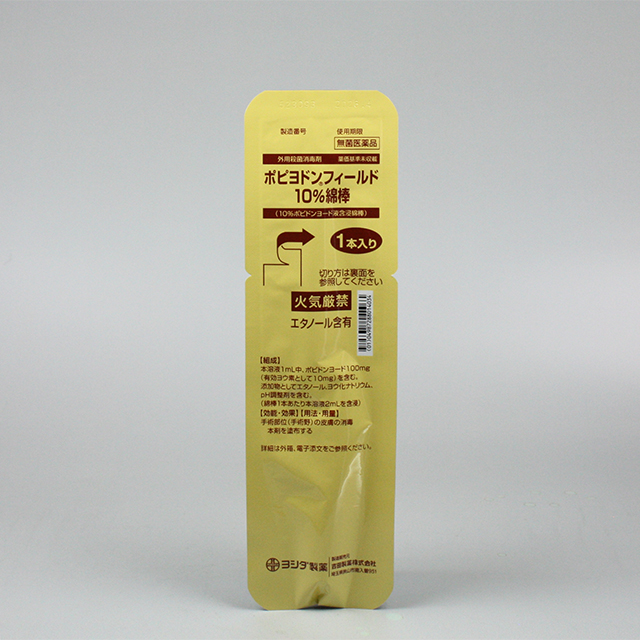 製造番号 使用期限
無菌医薬品
外用殺菌消毒剤 薬価基準未収載
ポピヨドンフィールド
10%綿棒
(10%ポビドンヨード液含浸綿棒)
1本入り
切り方は裏面を
参照してください
火気厳禁
エタノール含有
【組成】
本溶液1mL中、ポビドンヨード100mg
(有効ヨウ素として10mg)を含む。
添加物としてエタノール、ヨウ化ナトリウム、
pH調整剤を含む。
(綿棒1本あたり本溶液2mLを含浸)
【効能・効果】【用法・用量】
手術部位(手術野)の皮膚の消毒
本剤を塗布する
詳細は外箱、電子添文をご参照ください。
ヨシダ製薬
製造販売元
吉田製薬株式会社